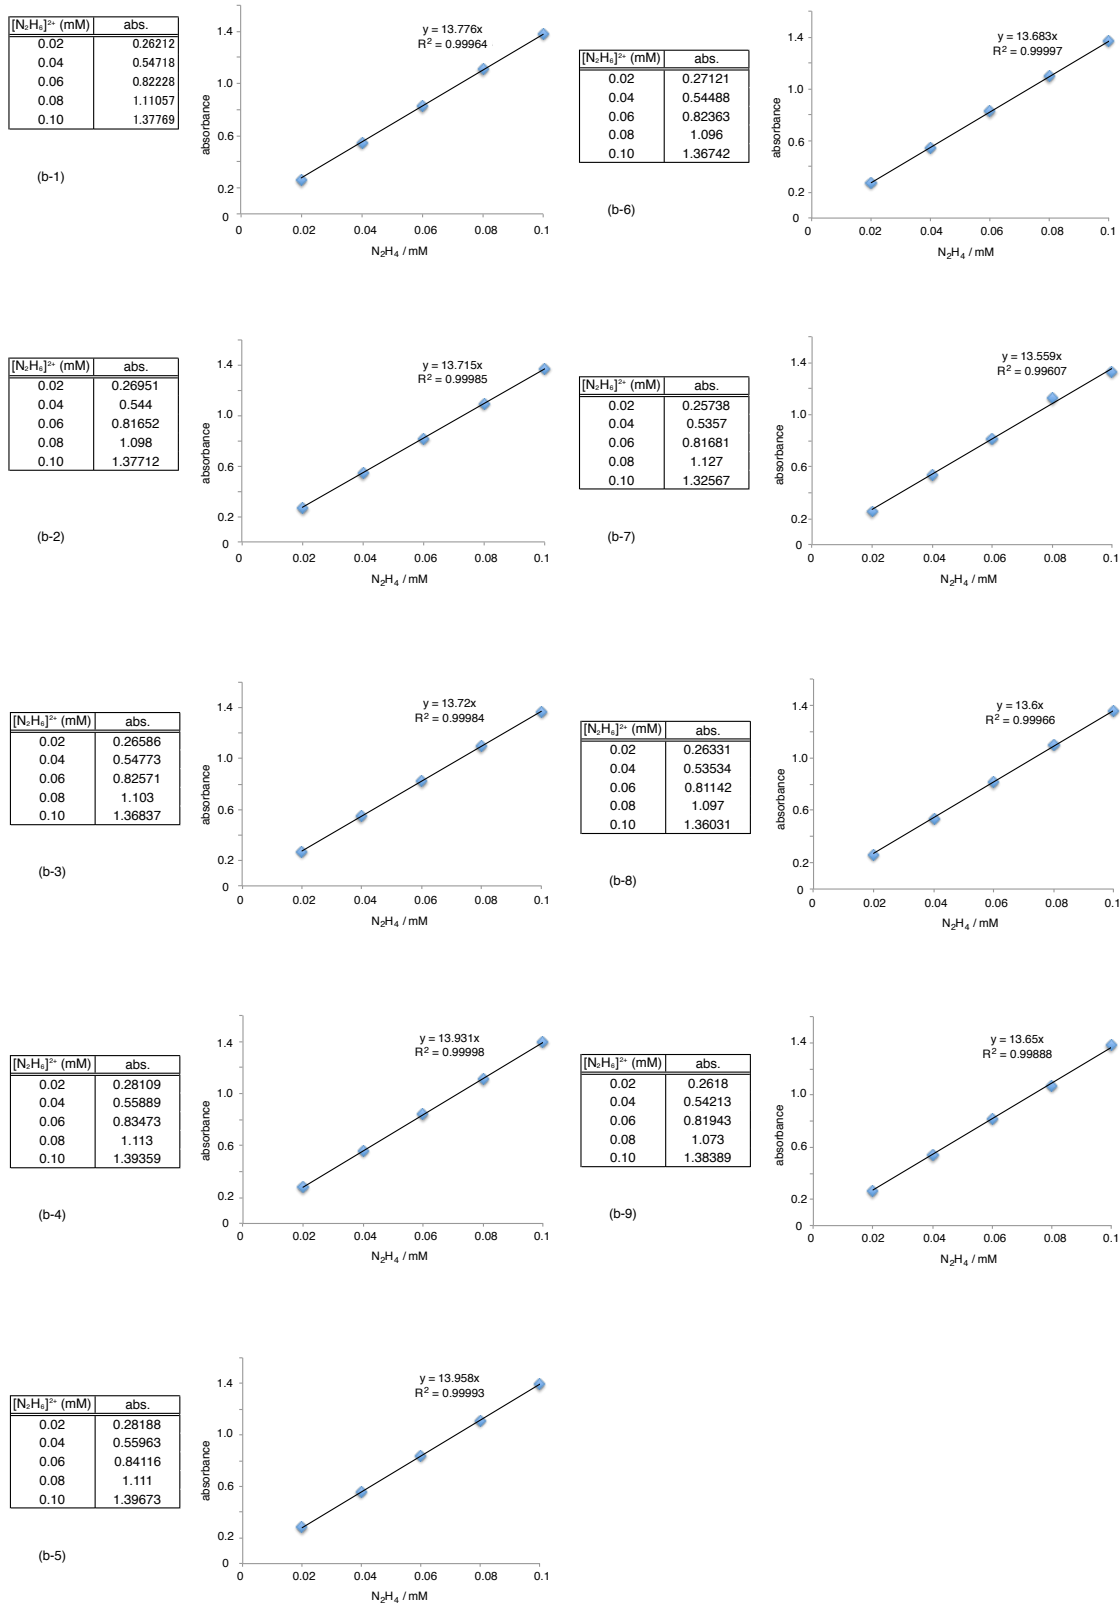 [N₂H₆]²⁺ (mM) abs.
0.02 0.26212
0.04 0.54718
0.06 0.82228
0.08 1.11057
0.10 1.37769
(b-1)
y = 13.776x
R² = 0.99964
absorbance
1.4
1.0
0.6
0.2
0
0 0.02 0.04 0.06 0.08 0.1
N₂H₄ / mM
[N₂H₆]²⁺ (mM) abs.
0.02 0.26951
0.04 0.544
0.06 0.81652
0.08 1.098
0.10 1.37712
(b-2)
y = 13.715x
R² = 0.99985
absorbance
1.4
1.0
0.6
0.2
0
0 0.02 0.04 0.06 0.08 0.1
N₂H₄ / mM
[N₂H₆]²⁺ (mM) abs.
0.02 0.26586
0.04 0.54773
0.06 0.82571
0.08 1.103
0.10 1.36837
(b-3)
y = 13.72x
R² = 0.99984
absorbance
1.4
1.0
0.6
0.2
0
0 0.02 0.04 0.06 0.08 0.1
N₂H₄ / mM
[N₂H₆]²⁺ (mM) abs.
0.02 0.28109
0.04 0.55889
0.06 0.83473
0.08 1.113
0.10 1.39359
(b-4)
y = 13.931x
R² = 0.99998
absorbance
1.4
1.0
0.6
0.2
0
0 0.02 0.04 0.06 0.08 0.1
N₂H₄ / mM
[N₂H₆]²⁺ (mM) abs.
0.02 0.28188
0.04 0.55963
0.06 0.84116
0.08 1.111
0.10 1.39673
(b-5)
y = 13.958x
R² = 0.99993
absorbance
1.4
1.0
0.6
0.2
0
0 0.02 0.04 0.06 0.08 0.1
N₂H₄ / mM
[N₂H₆]²⁺ (mM) abs.
0.02 0.27121
0.04 0.54488
0.06 0.82363
0.08 1.096
0.10 1.36742
(b-6)
y = 13.683x
R² = 0.99997
absorbance
1.4
1.0
0.6
0.2
0
0 0.02 0.04 0.06 0.08 0.1
N₂H₄ / mM
[N₂H₆]²⁺ (mM) abs.
0.02 0.25738
0.04 0.5357
0.06 0.81681
0.08 1.127
0.10 1.32567
(b-7)
y = 13.559x
R² = 0.99607
absorbance
1.4
1.0
0.6
0.2
0
0 0.02 0.04 0.06 0.08 0.1
N₂H₄ / mM
[N₂H₆]²⁺ (mM) abs.
0.02 0.26331
0.04 0.53534
0.06 0.81142
0.08 1.097
0.10 1.36031
(b-8)
y = 13.6x
R² = 0.99966
absorbance
1.4
1.0
0.6
0.2
0
0 0.02 0.04 0.06 0.08 0.1
N₂H₄ / mM
[N₂H₆]²⁺ (mM) abs.
0.02 0.2618
0.04 0.54213
0.06 0.81943
0.08 1.073
0.10 1.38389
(b-9)
y = 13.65x
R² = 0.99888
absorbance
1.4
1.0
0.6
0.2
0
0 0.02 0.04 0.06 0.08 0.1
N₂H₄ / mM